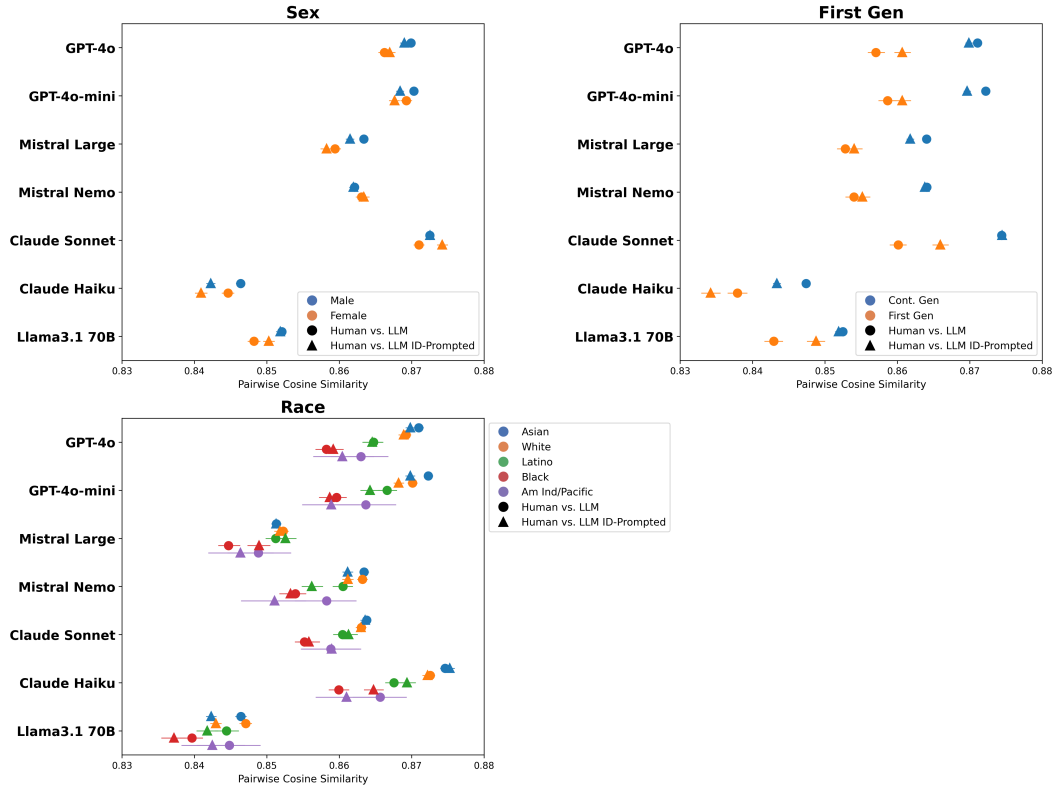 Sex
GPT-4o
GPT-4o-mini
Mistral Large
Mistral Nemo
Claude Sonnet
Claude Haiku
Llama3.1 70B
Male
Female
Human vs. LLM
Human vs. LLM ID-Prompted
0.83 0.84 0.85 0.86 0.87 0.88
Pairwise Cosine Similarity
First Gen
GPT-4o
GPT-4o-mini
Mistral Large
Mistral Nemo
Claude Sonnet
Claude Haiku
Llama3.1 70B
Cont. Gen
First Gen
Human vs. LLM
Human vs. LLM ID-Prompted
0.83 0.84 0.85 0.86 0.87 0.88
Pairwise Cosine Similarity
Race
GPT-4o
GPT-4o-mini
Mistral Large
Mistral Nemo
Claude Sonnet
Claude Haiku
Llama3.1 70B
0.83 0.84 0.85 0.86 0.87 0.88
Pairwise Cosine Similarity
Asian
White
Latino
Black
Am Ind/Pacific
Human vs. LLM
Human vs. LLM ID-Prompted